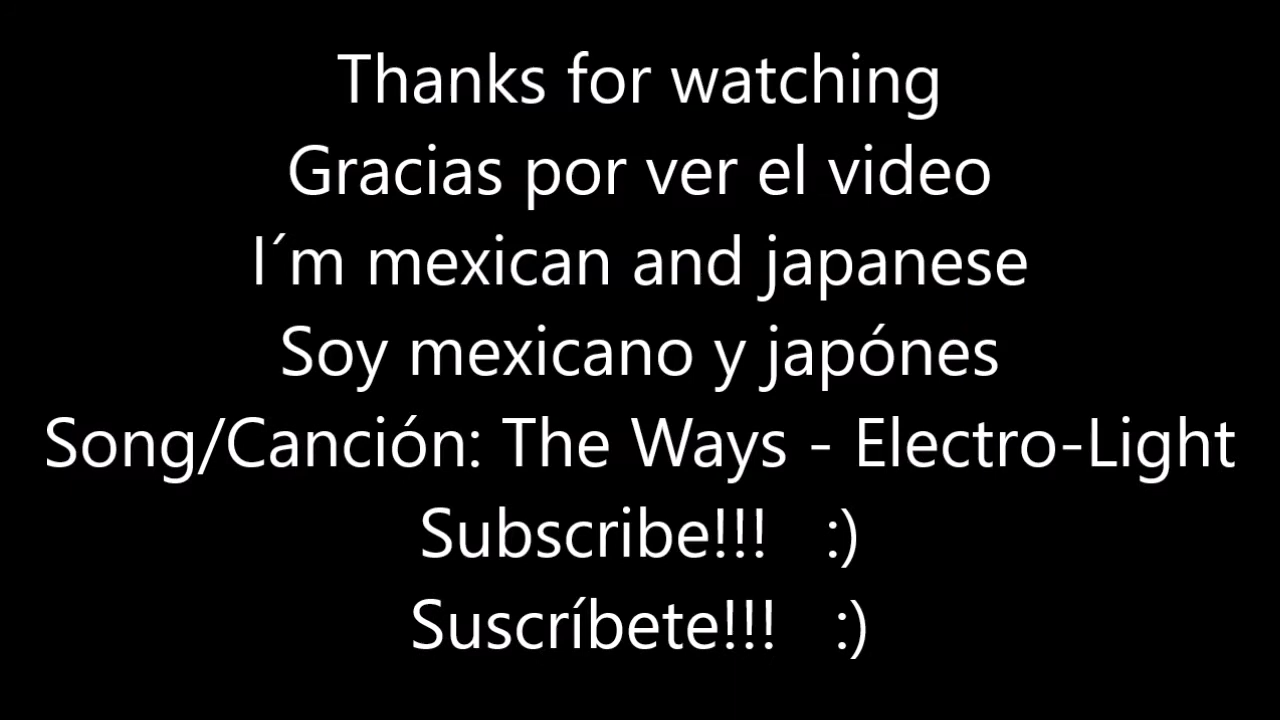 Thanks for watching
Gracias por ver el video
I´m mexican and japanese
Soy mexicano y japónes
Song/Canción: The Ways - Electro-Light
Subscribe!!!   :)
Suscríbete!!!   :)